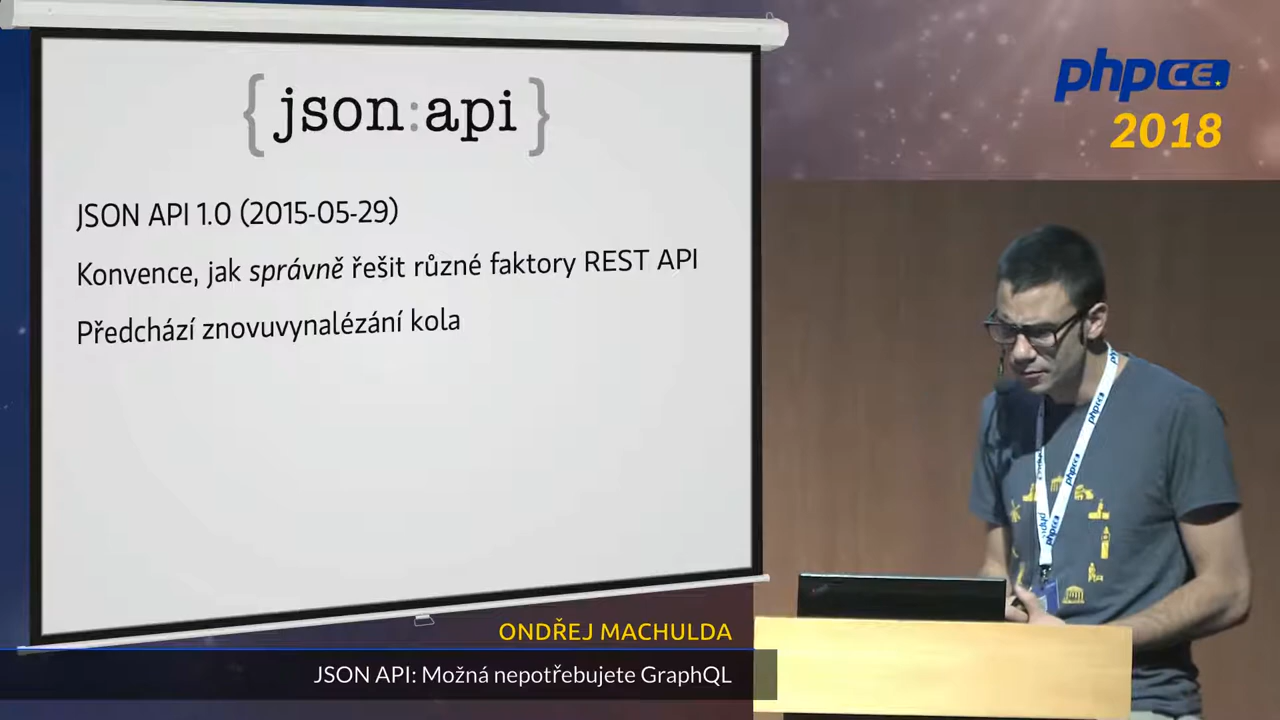 {json:api}
JSON API 1.0 (2015-05-29)
Konvence, jak správně řešit různé faktory REST API
Předchází znovuvynalézání kola
phpCE.
2018
phpce
ONDŘEJ MACHULDA
JSON API: Možná nepotřebujete GraphQL